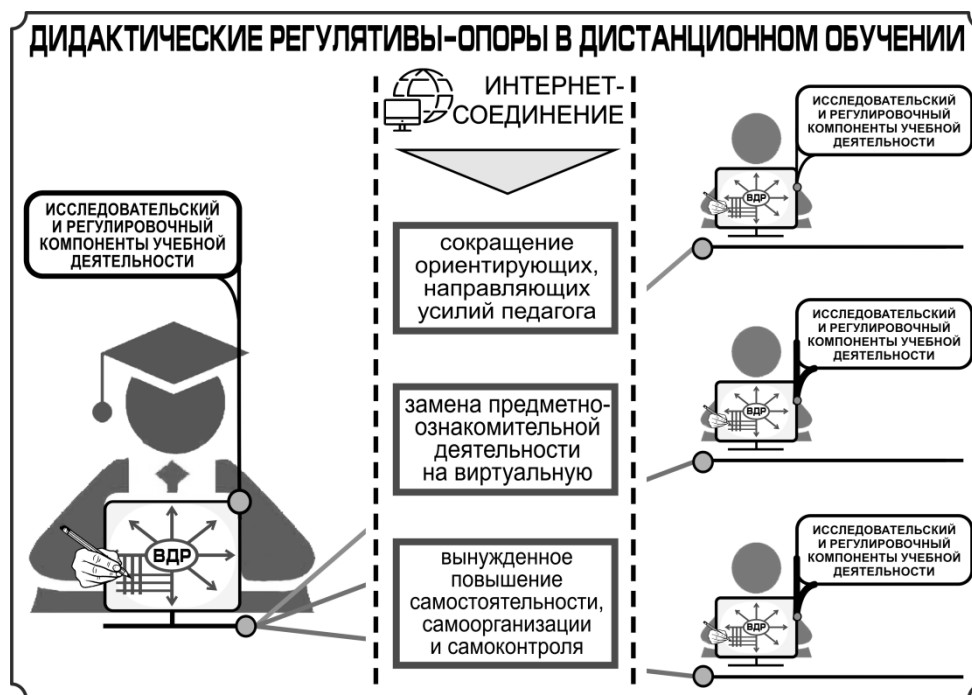 ДИДАКТИЧЕСКИЕ РЕГУЛЯТИВЫ-ОПОРЫ В ДИСТАНЦИОННОМ ОБУЧЕНИИ
ИССЛЕДОВАТЕЛЬСКИЙ
И РЕГУЛИРОВОЧНЫЙ
КОМПОНЕНТЫ УЧЕБНОЙ
ДЕЯТЕЛЬНОСТИ
ВДР
ИНТЕРНЕТ-
СОЕДИНЕНИЕ
сокращение
ориентирующих,
направляющих
усилий педагога
замена предметно-
ознакомительной
деятельности
на виртуальную
вынужденное
повышение
самостоятельности,
самоорганизации
и самоконтроля
ИССЛЕДОВАТЕЛЬСКИЙ
И РЕГУЛИРОВОЧНЫЙ
КОМПОНЕНТЫ УЧЕБНОЙ
ДЕЯТЕЛЬНОСТИ
ВДР
ИССЛЕДОВАТЕЛЬСКИЙ
И РЕГУЛИРОВОЧНЫЙ
КОМПОНЕНТЫ УЧЕБНОЙ
ДЕЯТЕЛЬНОСТИ
ВДР
ИССЛЕДОВАТЕЛЬСКИЙ
И РЕГУЛИРОВОЧНЫЙ
КОМПОНЕНТЫ УЧЕБНОЙ
ДЕЯТЕЛЬНОСТИ
ВДР